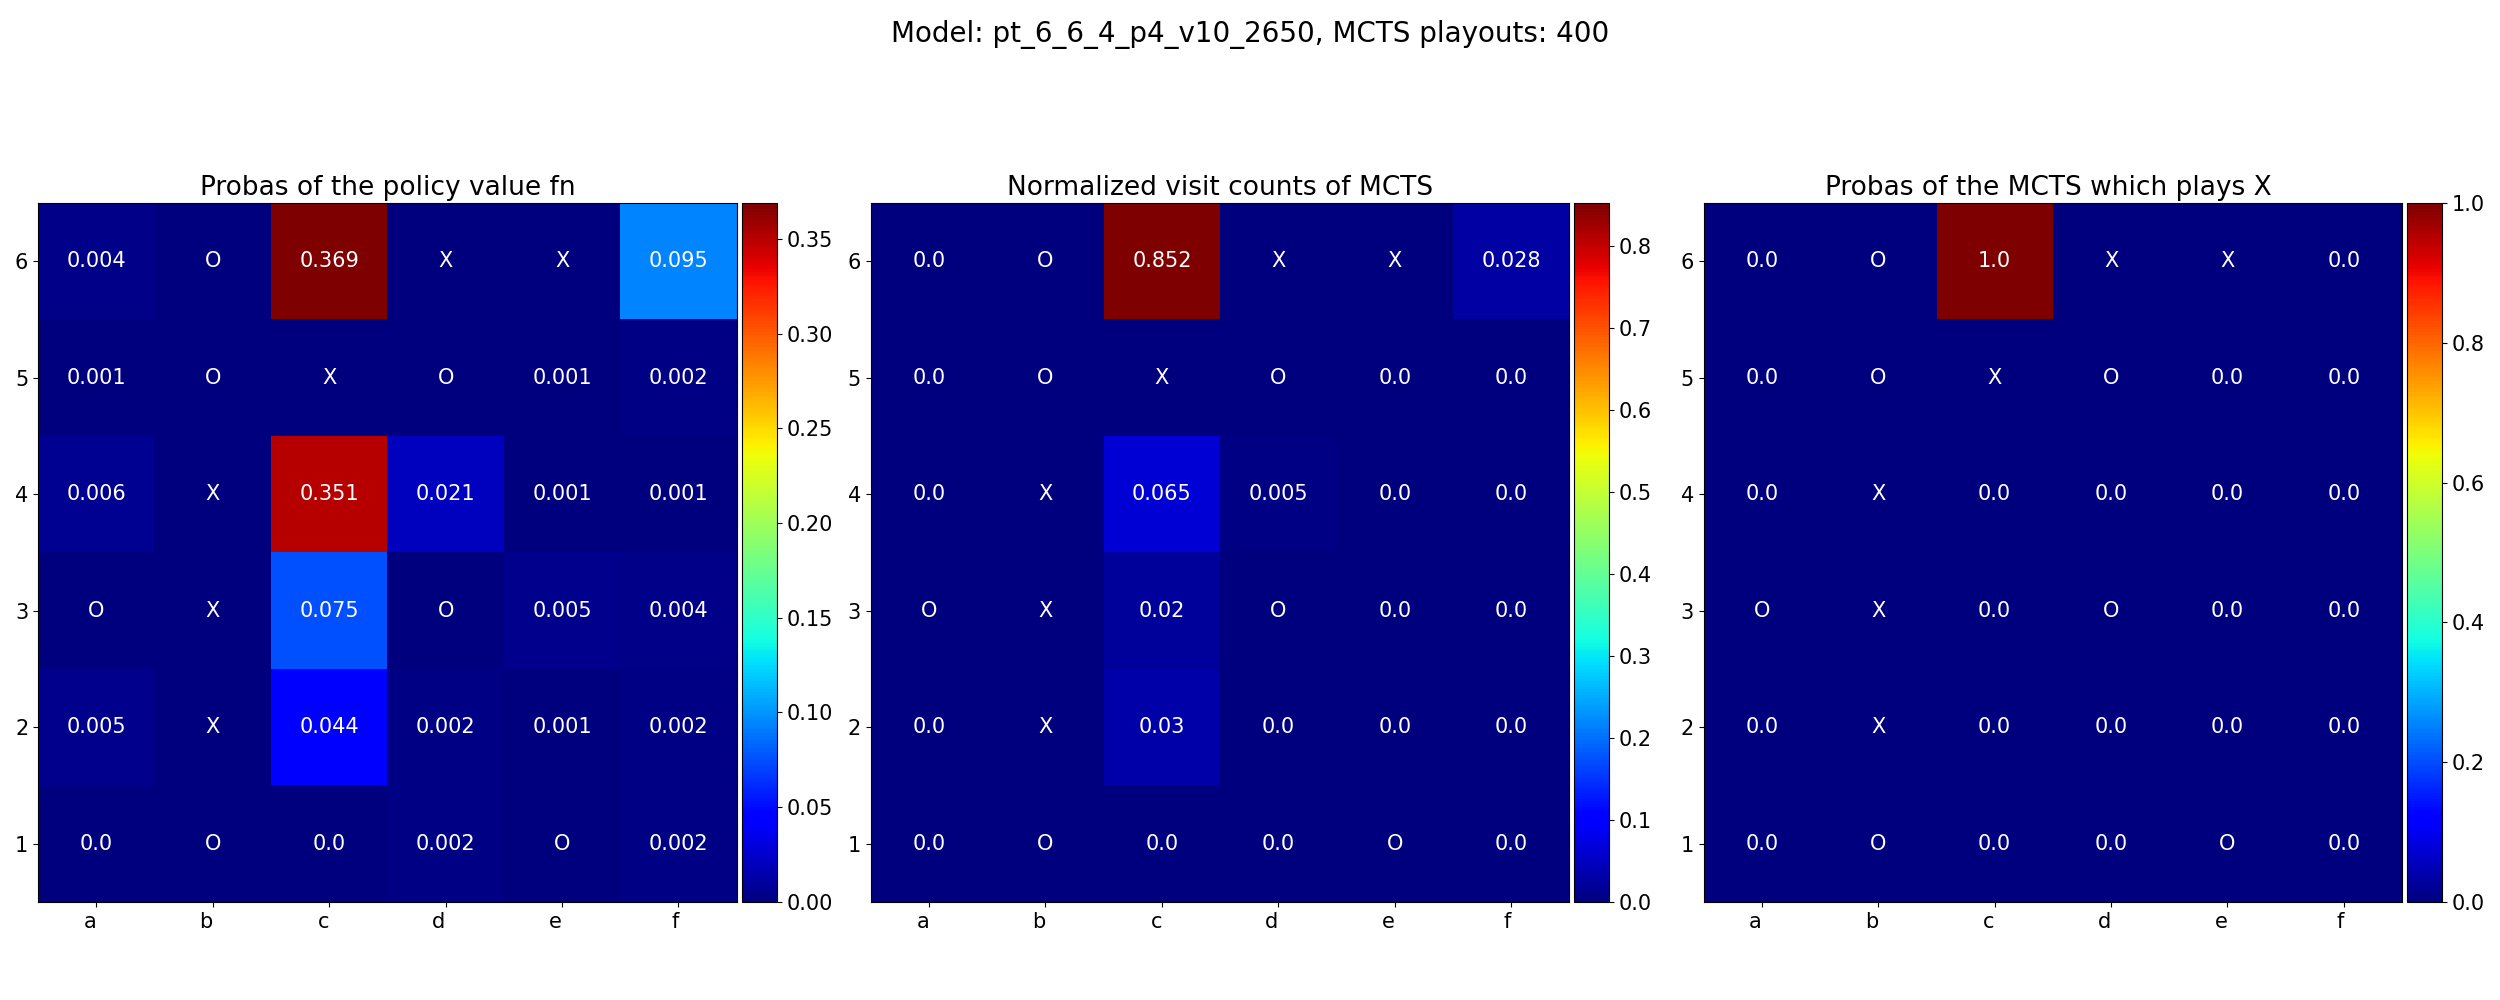 Model: pt_6_6_4_p4_v10_2650, MCTS playouts: 400
Probas of the policy value fn
6 0.004 O 0.369 X X 0.095
5 0.001 O X O 0.001 0.002
4 0.006 X 0.351 0.021 0.001 0.001
3 O X 0.075 O 0.005 0.004
2 0.005 X 0.044 0.002 0.001 0.002
1 0.0 O 0.0 0.002 O 0.002
a b c d e f
0.35
0.30
0.25
0.20
0.15
0.10
0.05
0.00
Normalized visit counts of MCTS
6 0.0 O 0.852 X X 0.028
5 0.0 O X O 0.0 0.0
4 0.0 X 0.065 0.005 0.0 0.0
3 O X 0.02 O 0.0 0.0
2 0.0 X 0.03 0.0 0.0 0.0
1 0.0 O 0.0 0.0 O 0.0
a b c d e f
0.8
0.7
0.6
0.5
0.4
0.3
0.2
0.1
0.0
Probas of the MCTS which plays X
6 0.0 O 1.0 X X 0.0
5 0.0 O X O 0.0 0.0
4 0.0 X 0.0 0.0 0.0 0.0
3 O X 0.0 O 0.0 0.0
2 0.0 X 0.0 0.0 0.0 0.0
1 0.0 O 0.0 0.0 O 0.0
a b c d e f
1.0
0.8
0.6
0.4
0.2
0.0